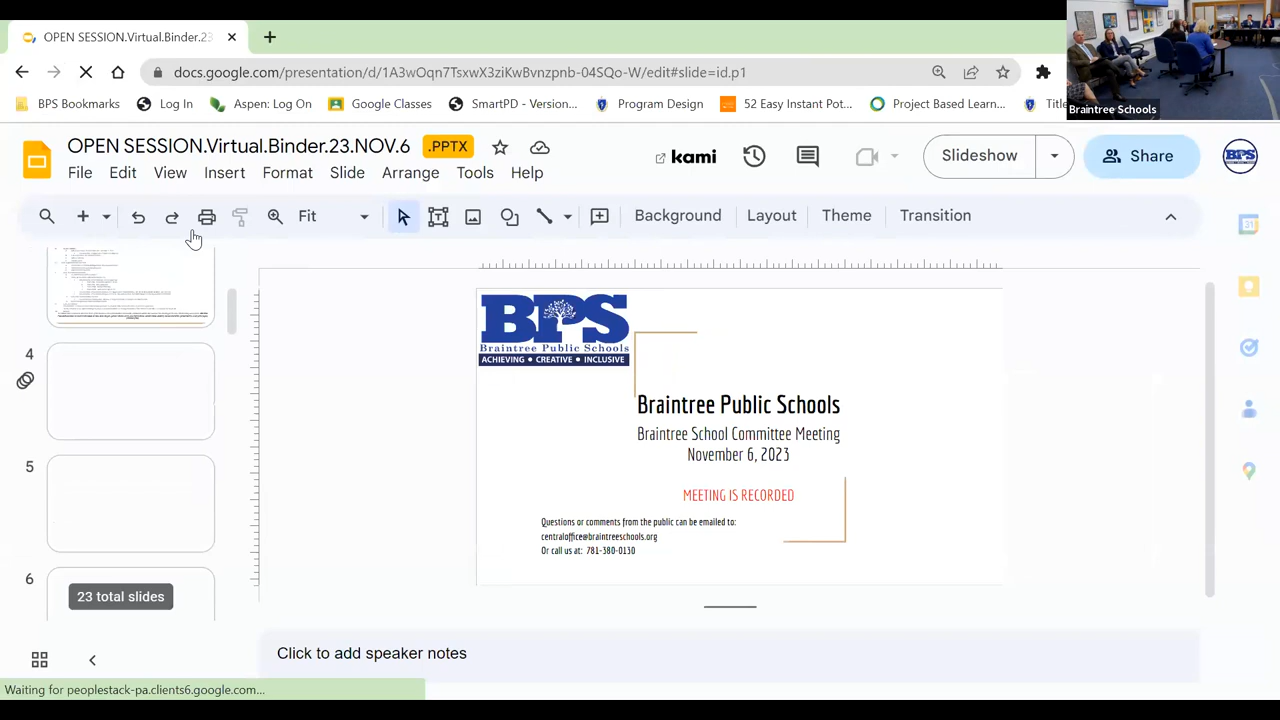 OPEN SESSION.Virtual.Binder.23
docs.google.com/presentation/d/1A3wOqn7TsxwX3ziKwBvnzpnb-04SQo-W/edit#slide=id.p1
BPS Bookmarks Log In Aspen: Log On Google Classes SmartPD - Version... Program Design 52 Easy Instant Pot... Project Based Learn... Title
Braintree Schools
OPEN SESSION.Virtual.Binder.23.NOV.6 .PPTX
kami Slideshow Share BPS
File Edit View Insert Format Slide Arrange Tools Help
Fit Background Layout Theme Transition
31
4
5
6
23 total slides
BPS
Braintree Public Schools
ACHIEVING • CREATIVE • INCLUSIVE
Braintree Public Schools
Braintree School Committee Meeting
November 6, 2023
MEETING IS RECORDED
Questions or comments from the public can be emailed to:
centraloffice@braintreeschools.org
Or call us at: 781-380-0130
Click to add speaker notes
Waiting for peoplestack-pa.clients6.google.com...